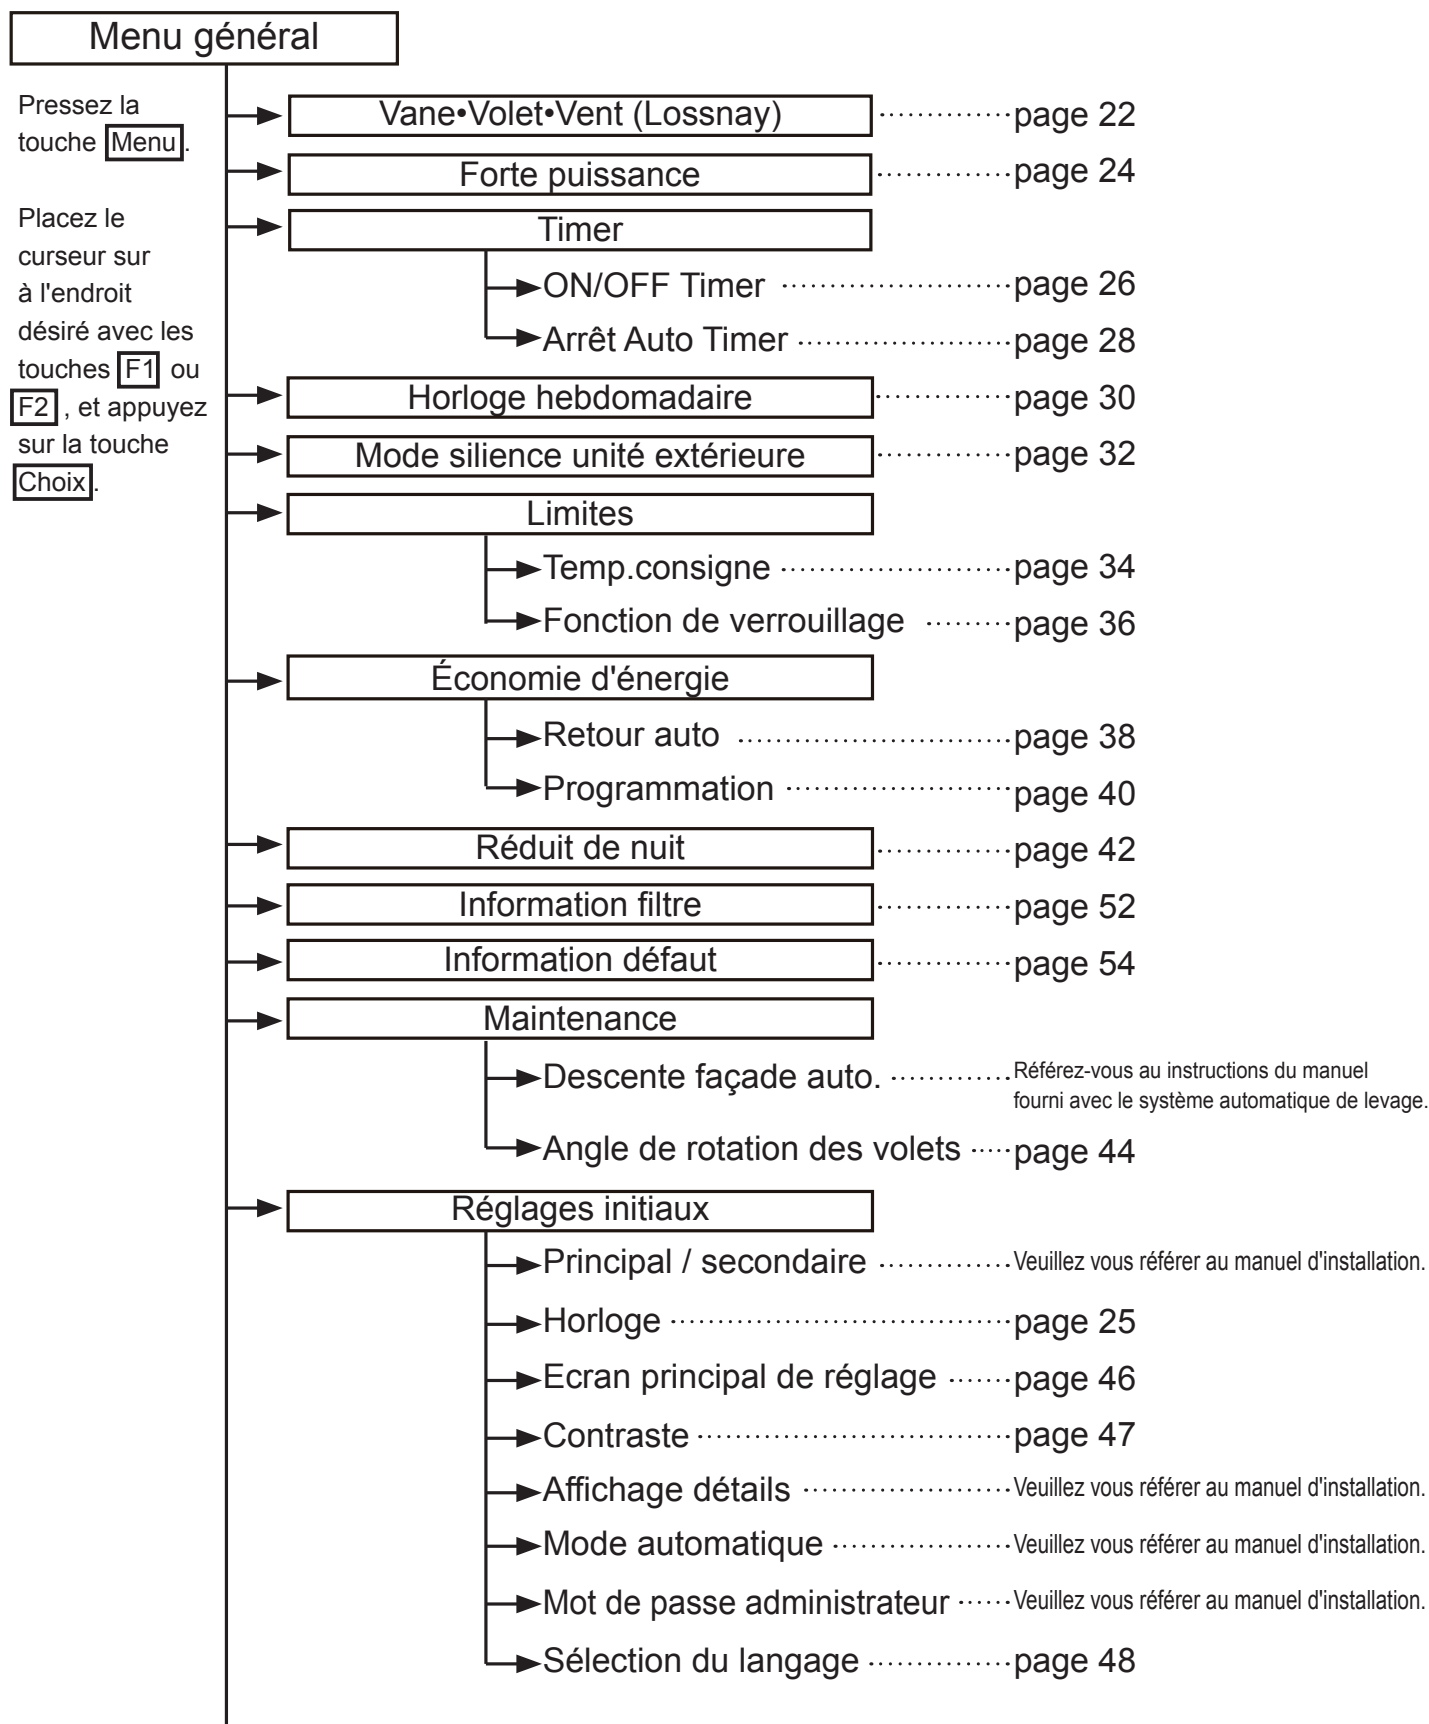 Menu général
Pressez la
touche Menu.
Placez le
curseur sur
à l'endroit
désiré avec les
touches F1 ou
F2 , et appuyez
sur la touche
Choix.
Vane•Volet•Vent (Lossnay) page 22
Forte puissance page 24
Timer
ON/OFF Timer page 26
Arrêt Auto Timer page 28
Horloge hebdomadaire page 30
Mode silience unité extérieure page 32
Limites
Temp.consigne page 34
Fonction de verrouillage page 36
Économie d'énergie
Retour auto page 38
Programmation page 40
Réduit de nuit page 42
Information filtre page 52
Information défaut page 54
Maintenance
Descente façade auto. Référez-vous au instructions du manuel
fourni avec le système automatique de levage.
Angle de rotation des volets page 44
Réglages initiaux
Principal / secondaire Veuillez vous référer au manuel d'installation.
Horloge page 25
Ecran principal de réglage page 46
Contraste page 47
Affichage détails Veuillez vous référer au manuel d'installation.
Mode automatique Veuillez vous référer au manuel d'installation.
Mot de passe administrateur Veuillez vous référer au manuel d'installation.
Sélection du langage page 48